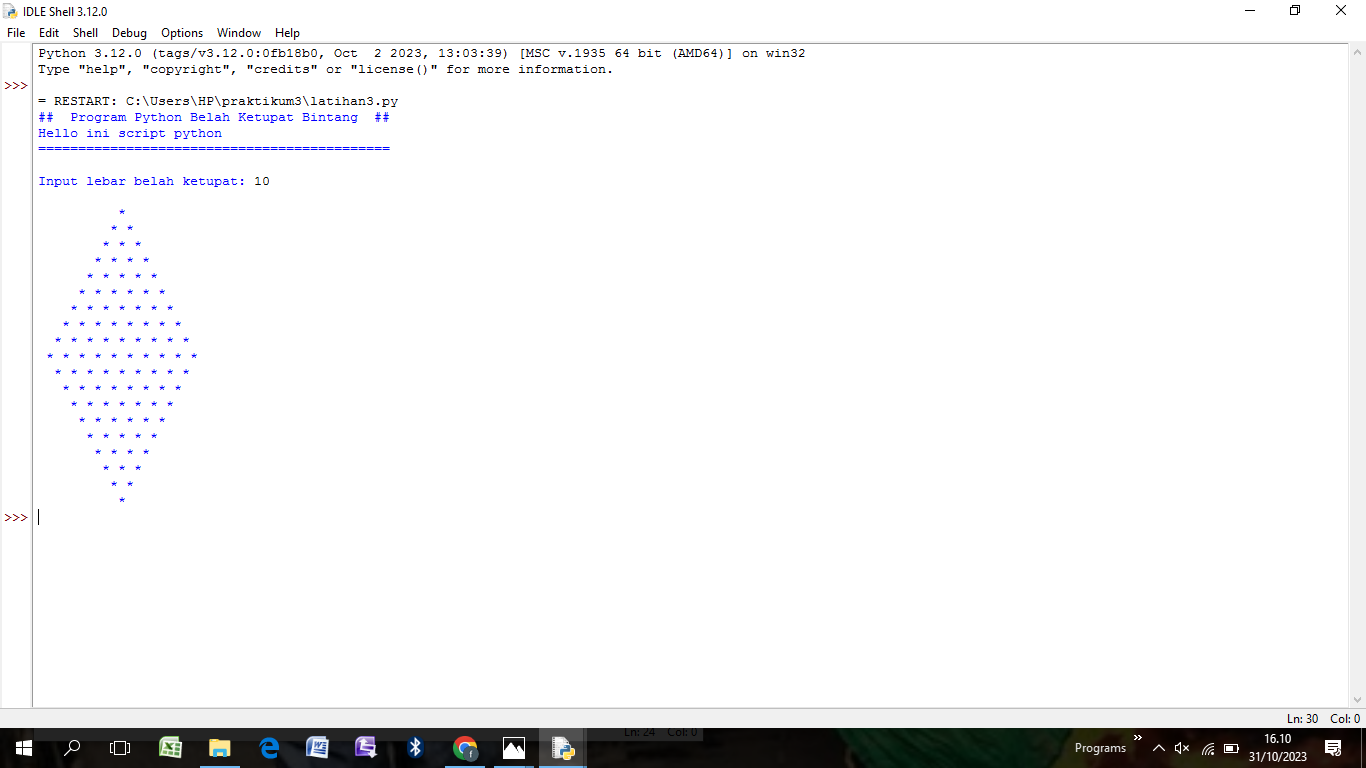 IDLE Shell 3.12.0
File Edit Shell Debug Options Window Help
Python 3.12.0 (tags/v3.12.0:0fb18b0, Oct  2 2023, 13:03:39) [MSC v.1935 64 bit (AMD64)] on win32
Type "help", "copyright", "credits" or "license()" for more information.
>>>
= RESTART: C:\Users\HP\praktikum3\latihan3.py
##  Program Python Belah Ketupat Bintang  ##
Hello ini script python
============================================
Input lebar belah ketupat: 10
          *
         * *
        * * *
       * * * *
      * * * * *
     * * * * * *
    * * * * * * *
   * * * * * * * *
  * * * * * * * * *
 * * * * * * * * * *
  * * * * * * * * *
   * * * * * * * *
    * * * * * * *
     * * * * * *
      * * * * *
       * * * *
        * * *
         * *
          *
>>>
Ln: 30 Col: 0
Ln: 24 Col: 0
Programs
16.10
31/10/2023